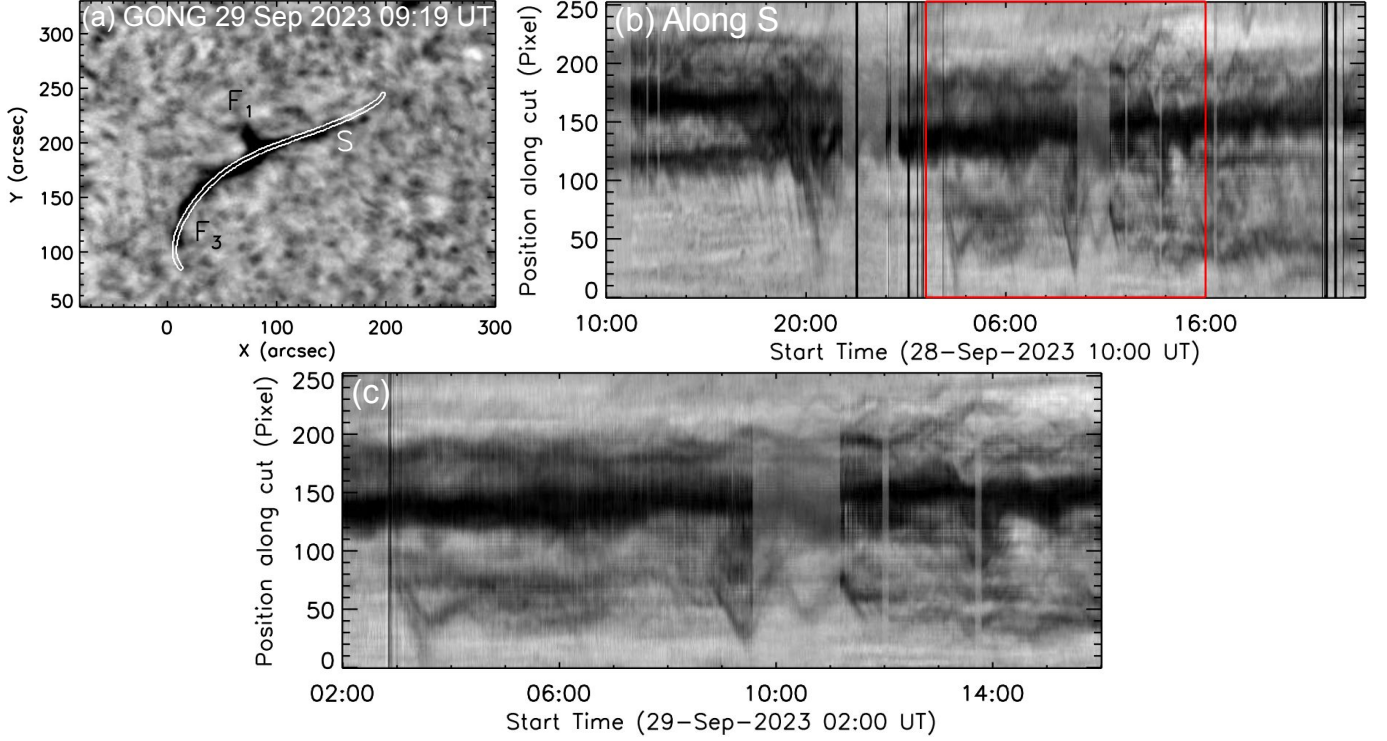 (a) GONG 29 Sep 2023 09:19 UT
300
250
200
150
100
50
Y (arcsec)
F1
S
F3
0 100 200 300
X (arcsec)
(b) Along S
250
200
150
100
50
0
Position along cut (Pixel)
10:00 20:00 06:00 16:00
Start Time (28-Sep-2023 10:00 UT)
(c)
250
200
150
100
50
0
Position along cut (Pixel)
02:00 06:00 10:00 14:00
Start Time (29-Sep-2023 02:00 UT)